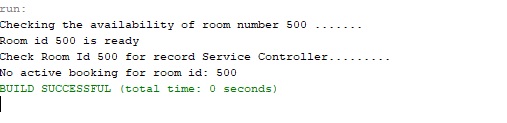 run:
Checking the availability of room number 500 .......
Room id 500 is ready
Check Room Id 500 for record Service Controller.........
No active booking for room id: 500
BUILD SUCCESSFUL (total time: 0 seconds)